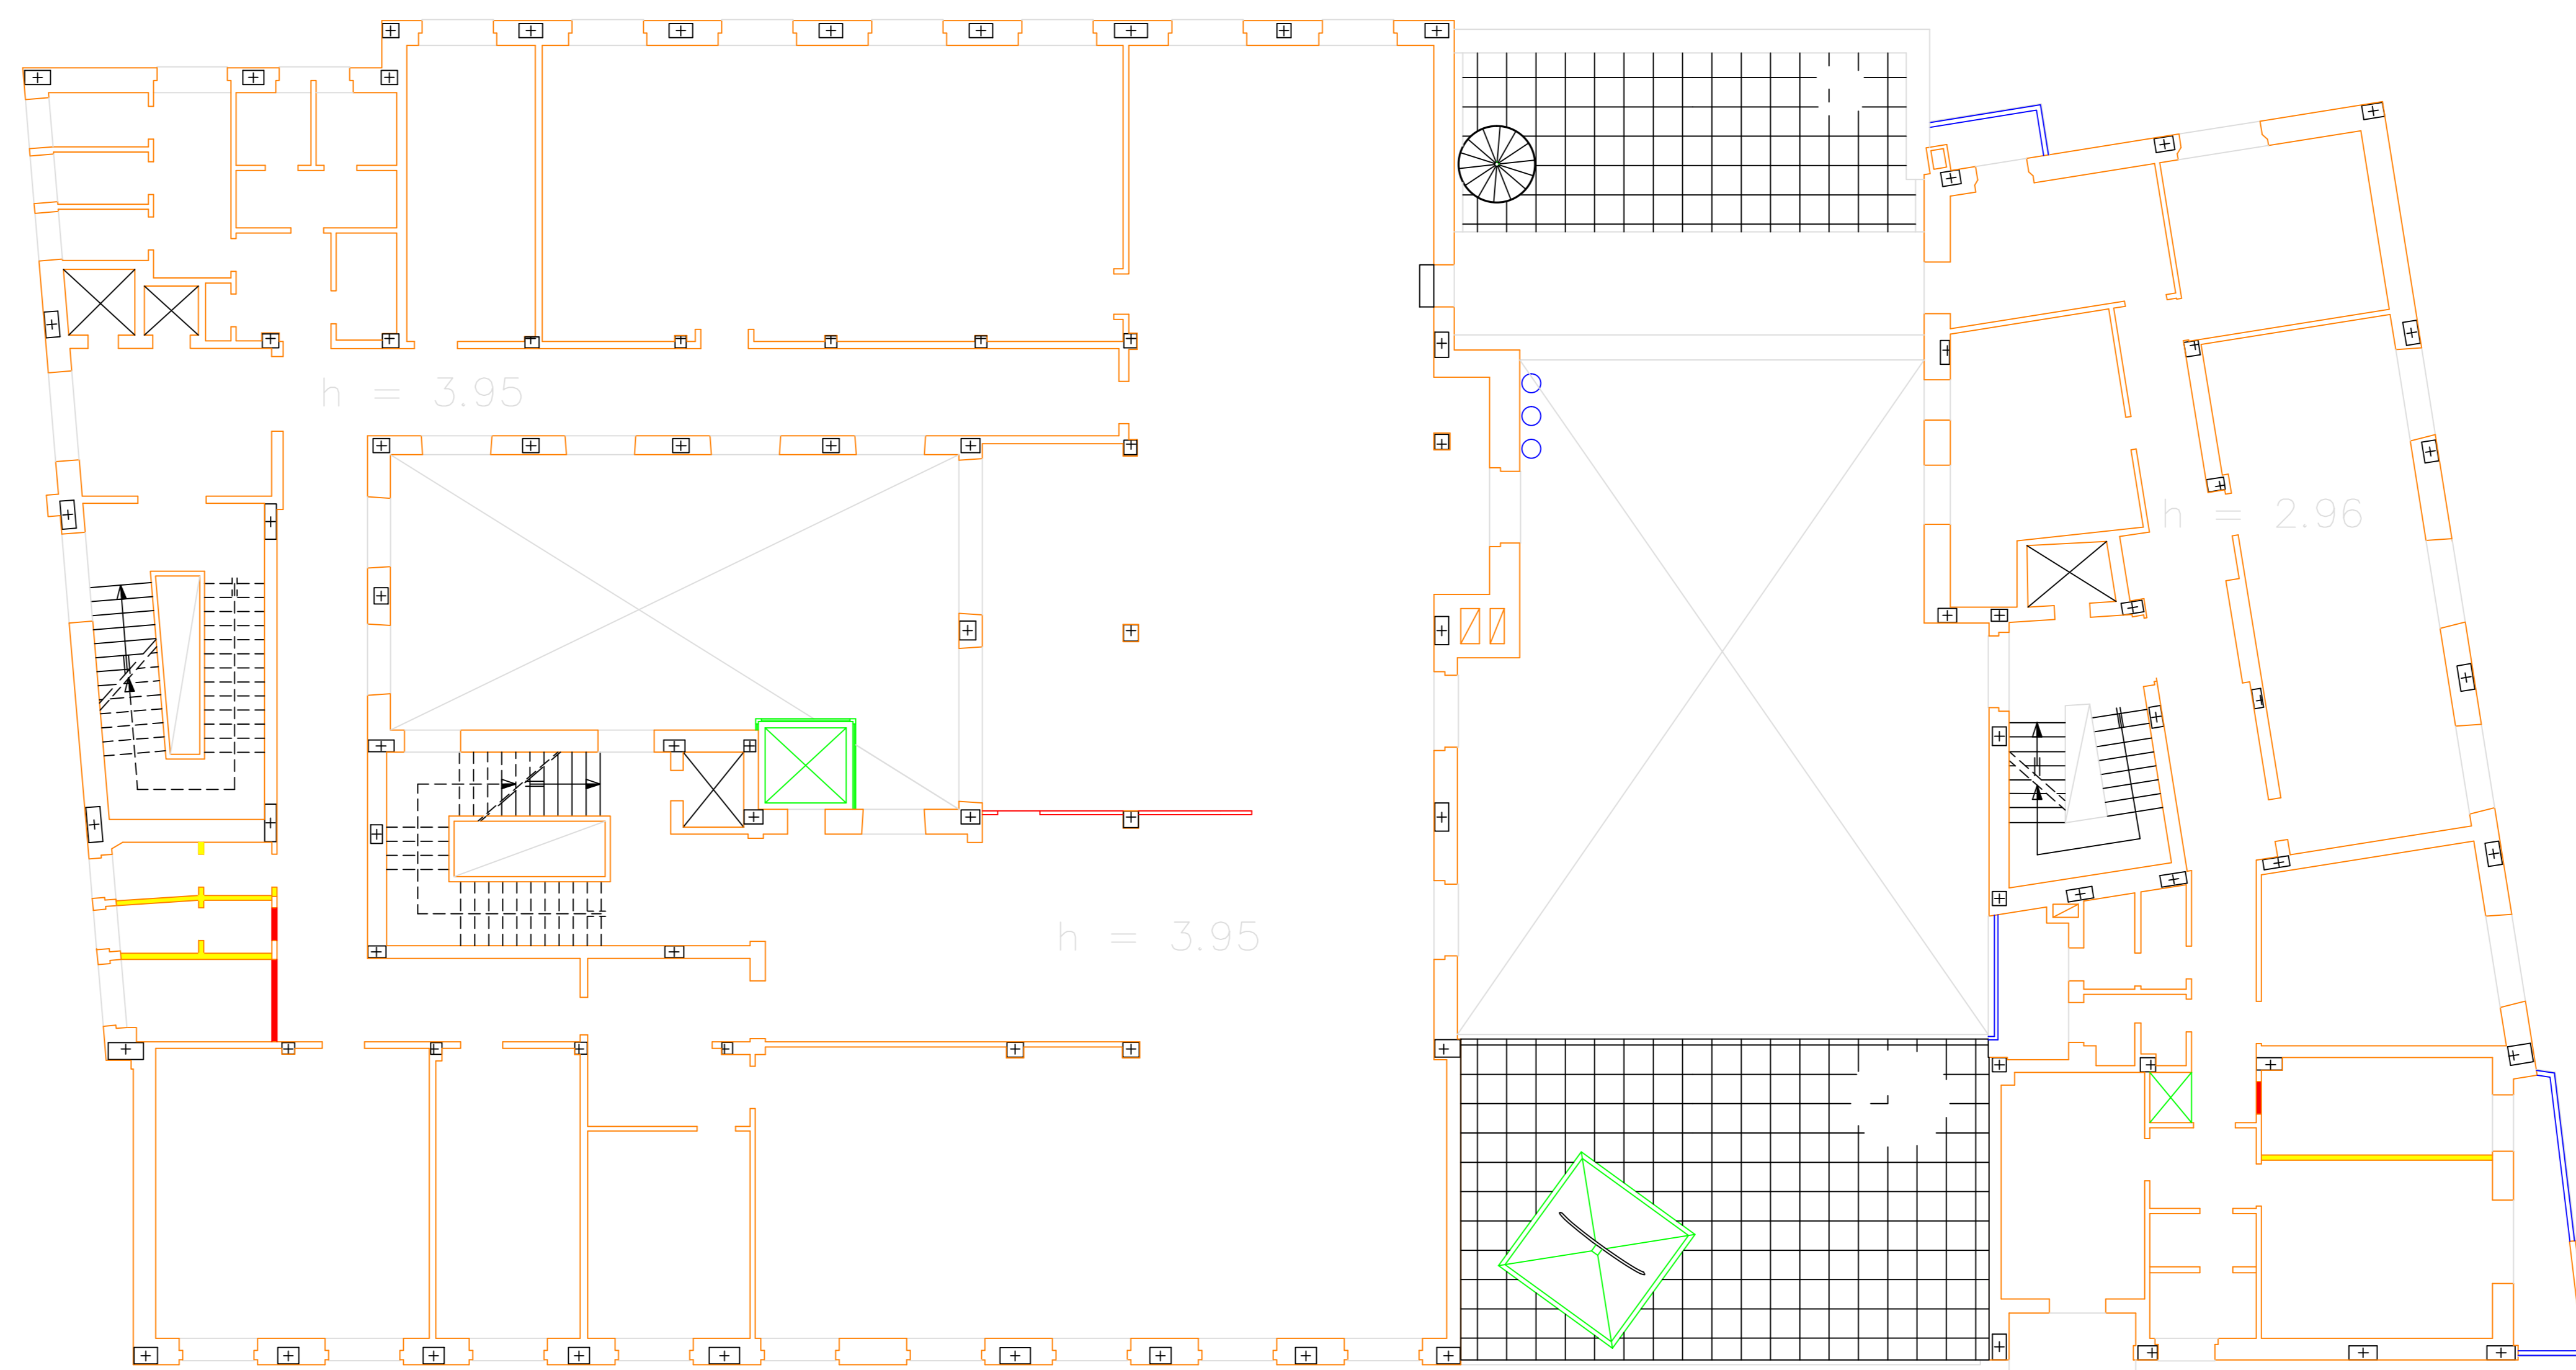 h = 3.95
h = 2.96
h = 3.95